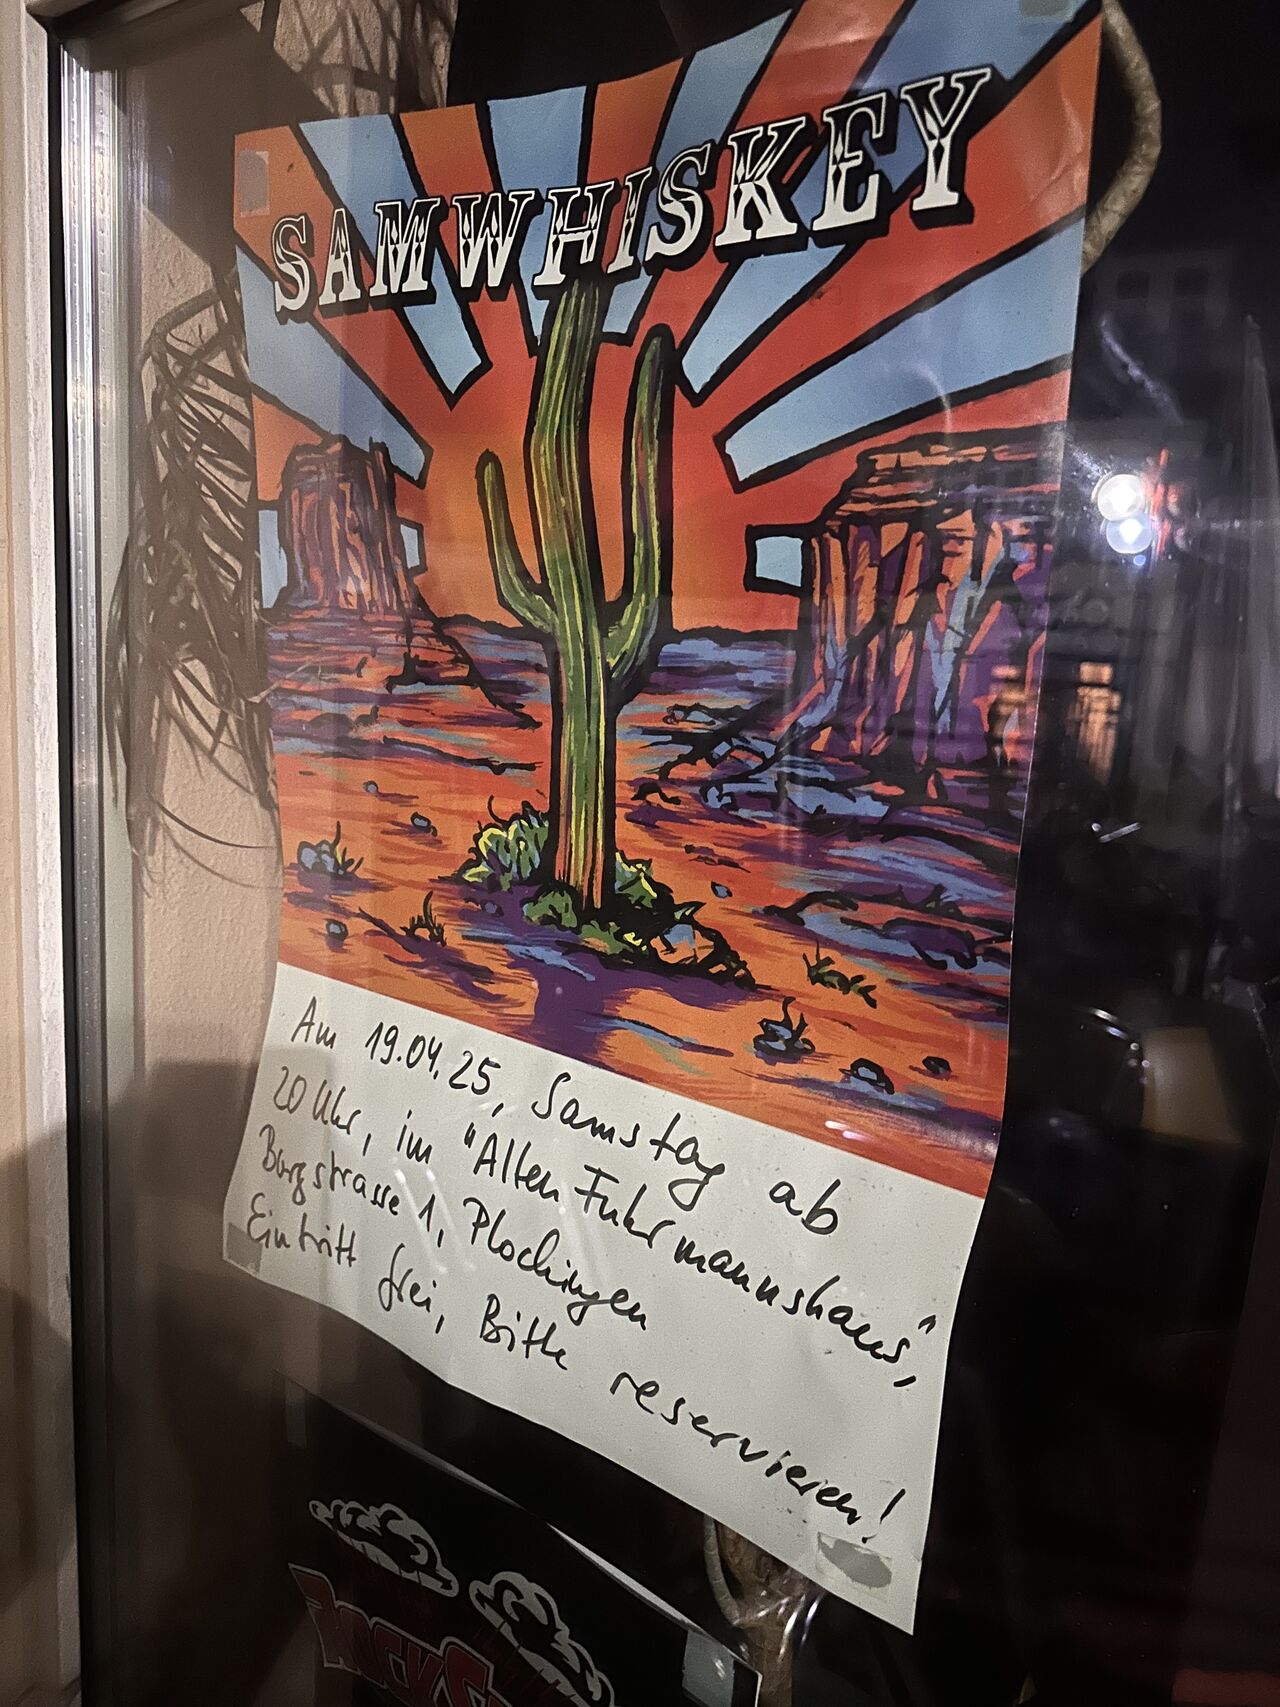 SAMWHISKEY
Am 19.04.25, Samstag ab
20 Uhr, im "Alten Fuhrmannshaus",
Burgstrasse 1, Plochingen
Eintritt frei, Bitte reservieren!